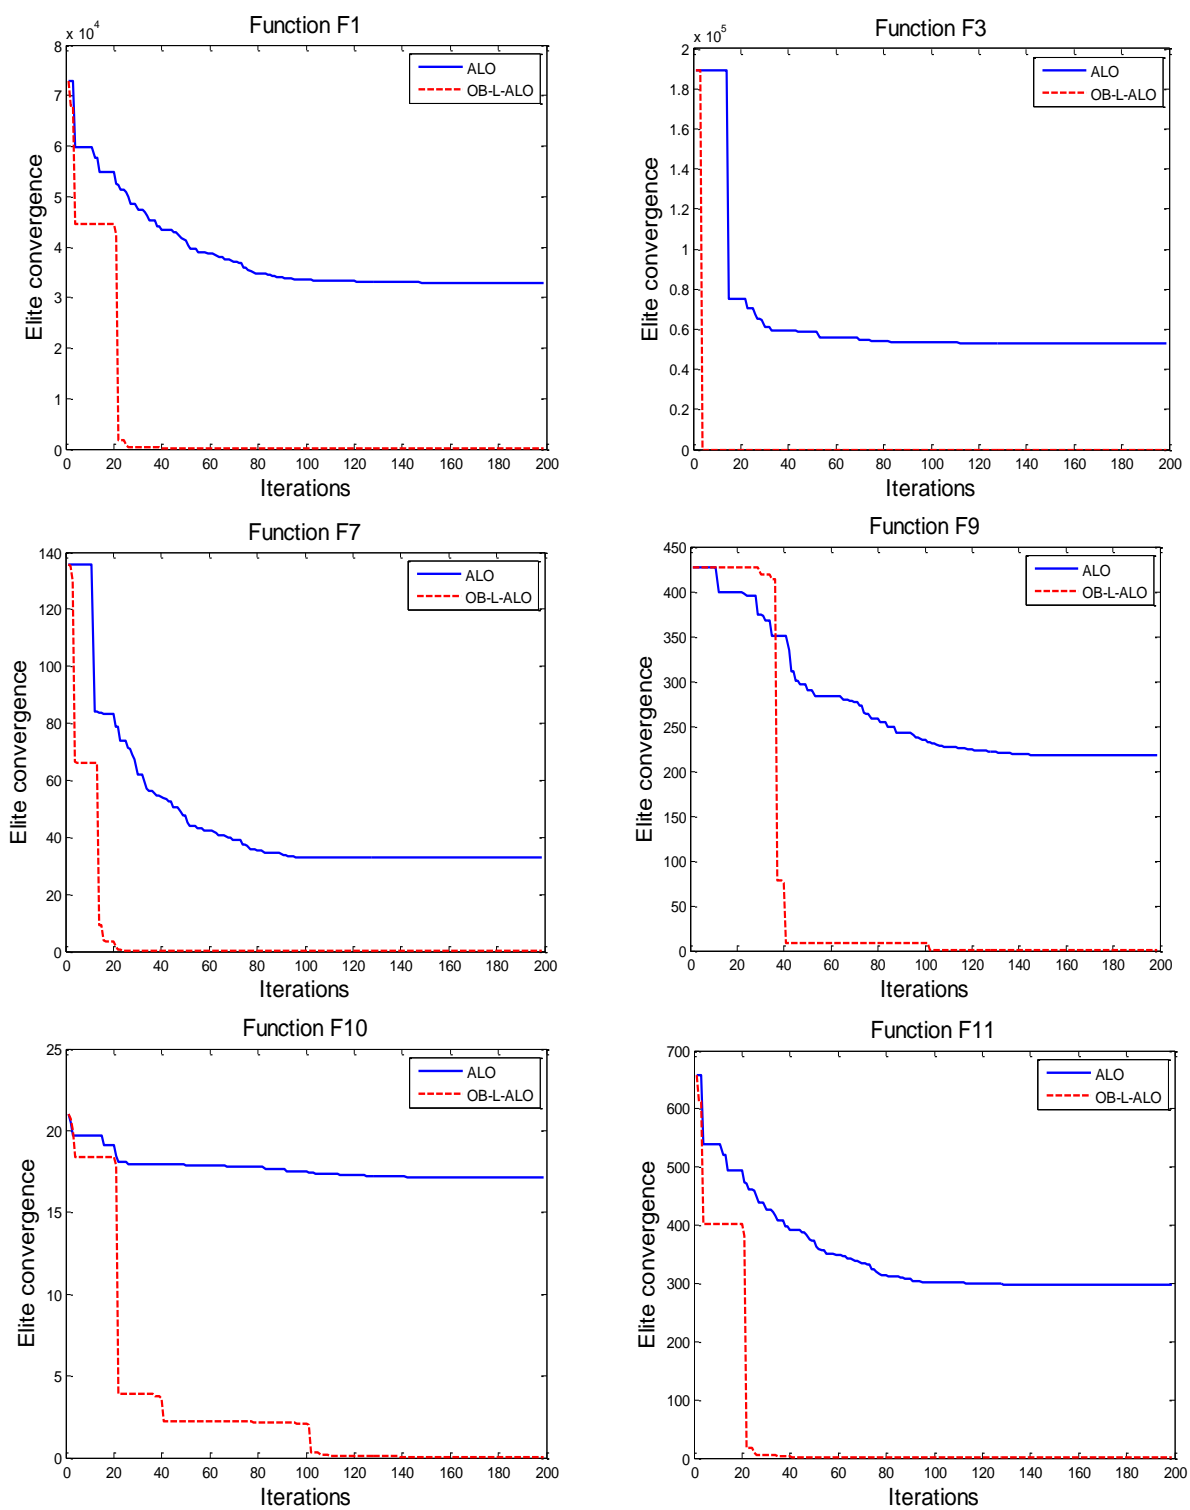 Function F1
x 10^4
8
7
6
5
4
3
2
1
0
Elite convergence
ALO
OB-L-ALO
0 20 40 60 80 100 120 140 160 180 200
Iterations
Function F3
x 10^5
2
1.8
1.6
1.4
1.2
1
0.8
0.6
0.4
0.2
0
Elite convergence
ALO
OB-L-ALO
0 20 40 60 80 100 120 140 160 180 200
Iterations
Function F7
140
120
100
80
60
40
20
0
Elite convergence
ALO
OB-L-ALO
0 20 40 60 80 100 120 140 160 180 200
Iterations
Function F9
450
400
350
300
250
200
150
100
50
0
Elite convergence
ALO
OB-L-ALO
0 20 40 60 80 100 120 140 160 180 200
Iterations
Function F10
25
20
15
10
5
0
Elite convergence
ALO
OB-L-ALO
0 20 40 60 80 100 120 140 160 180 200
Iterations
Function F11
700
600
500
400
300
200
100
0
Elite convergence
ALO
OB-L-ALO
0 20 40 60 80 100 120 140 160 180 200
Iterations